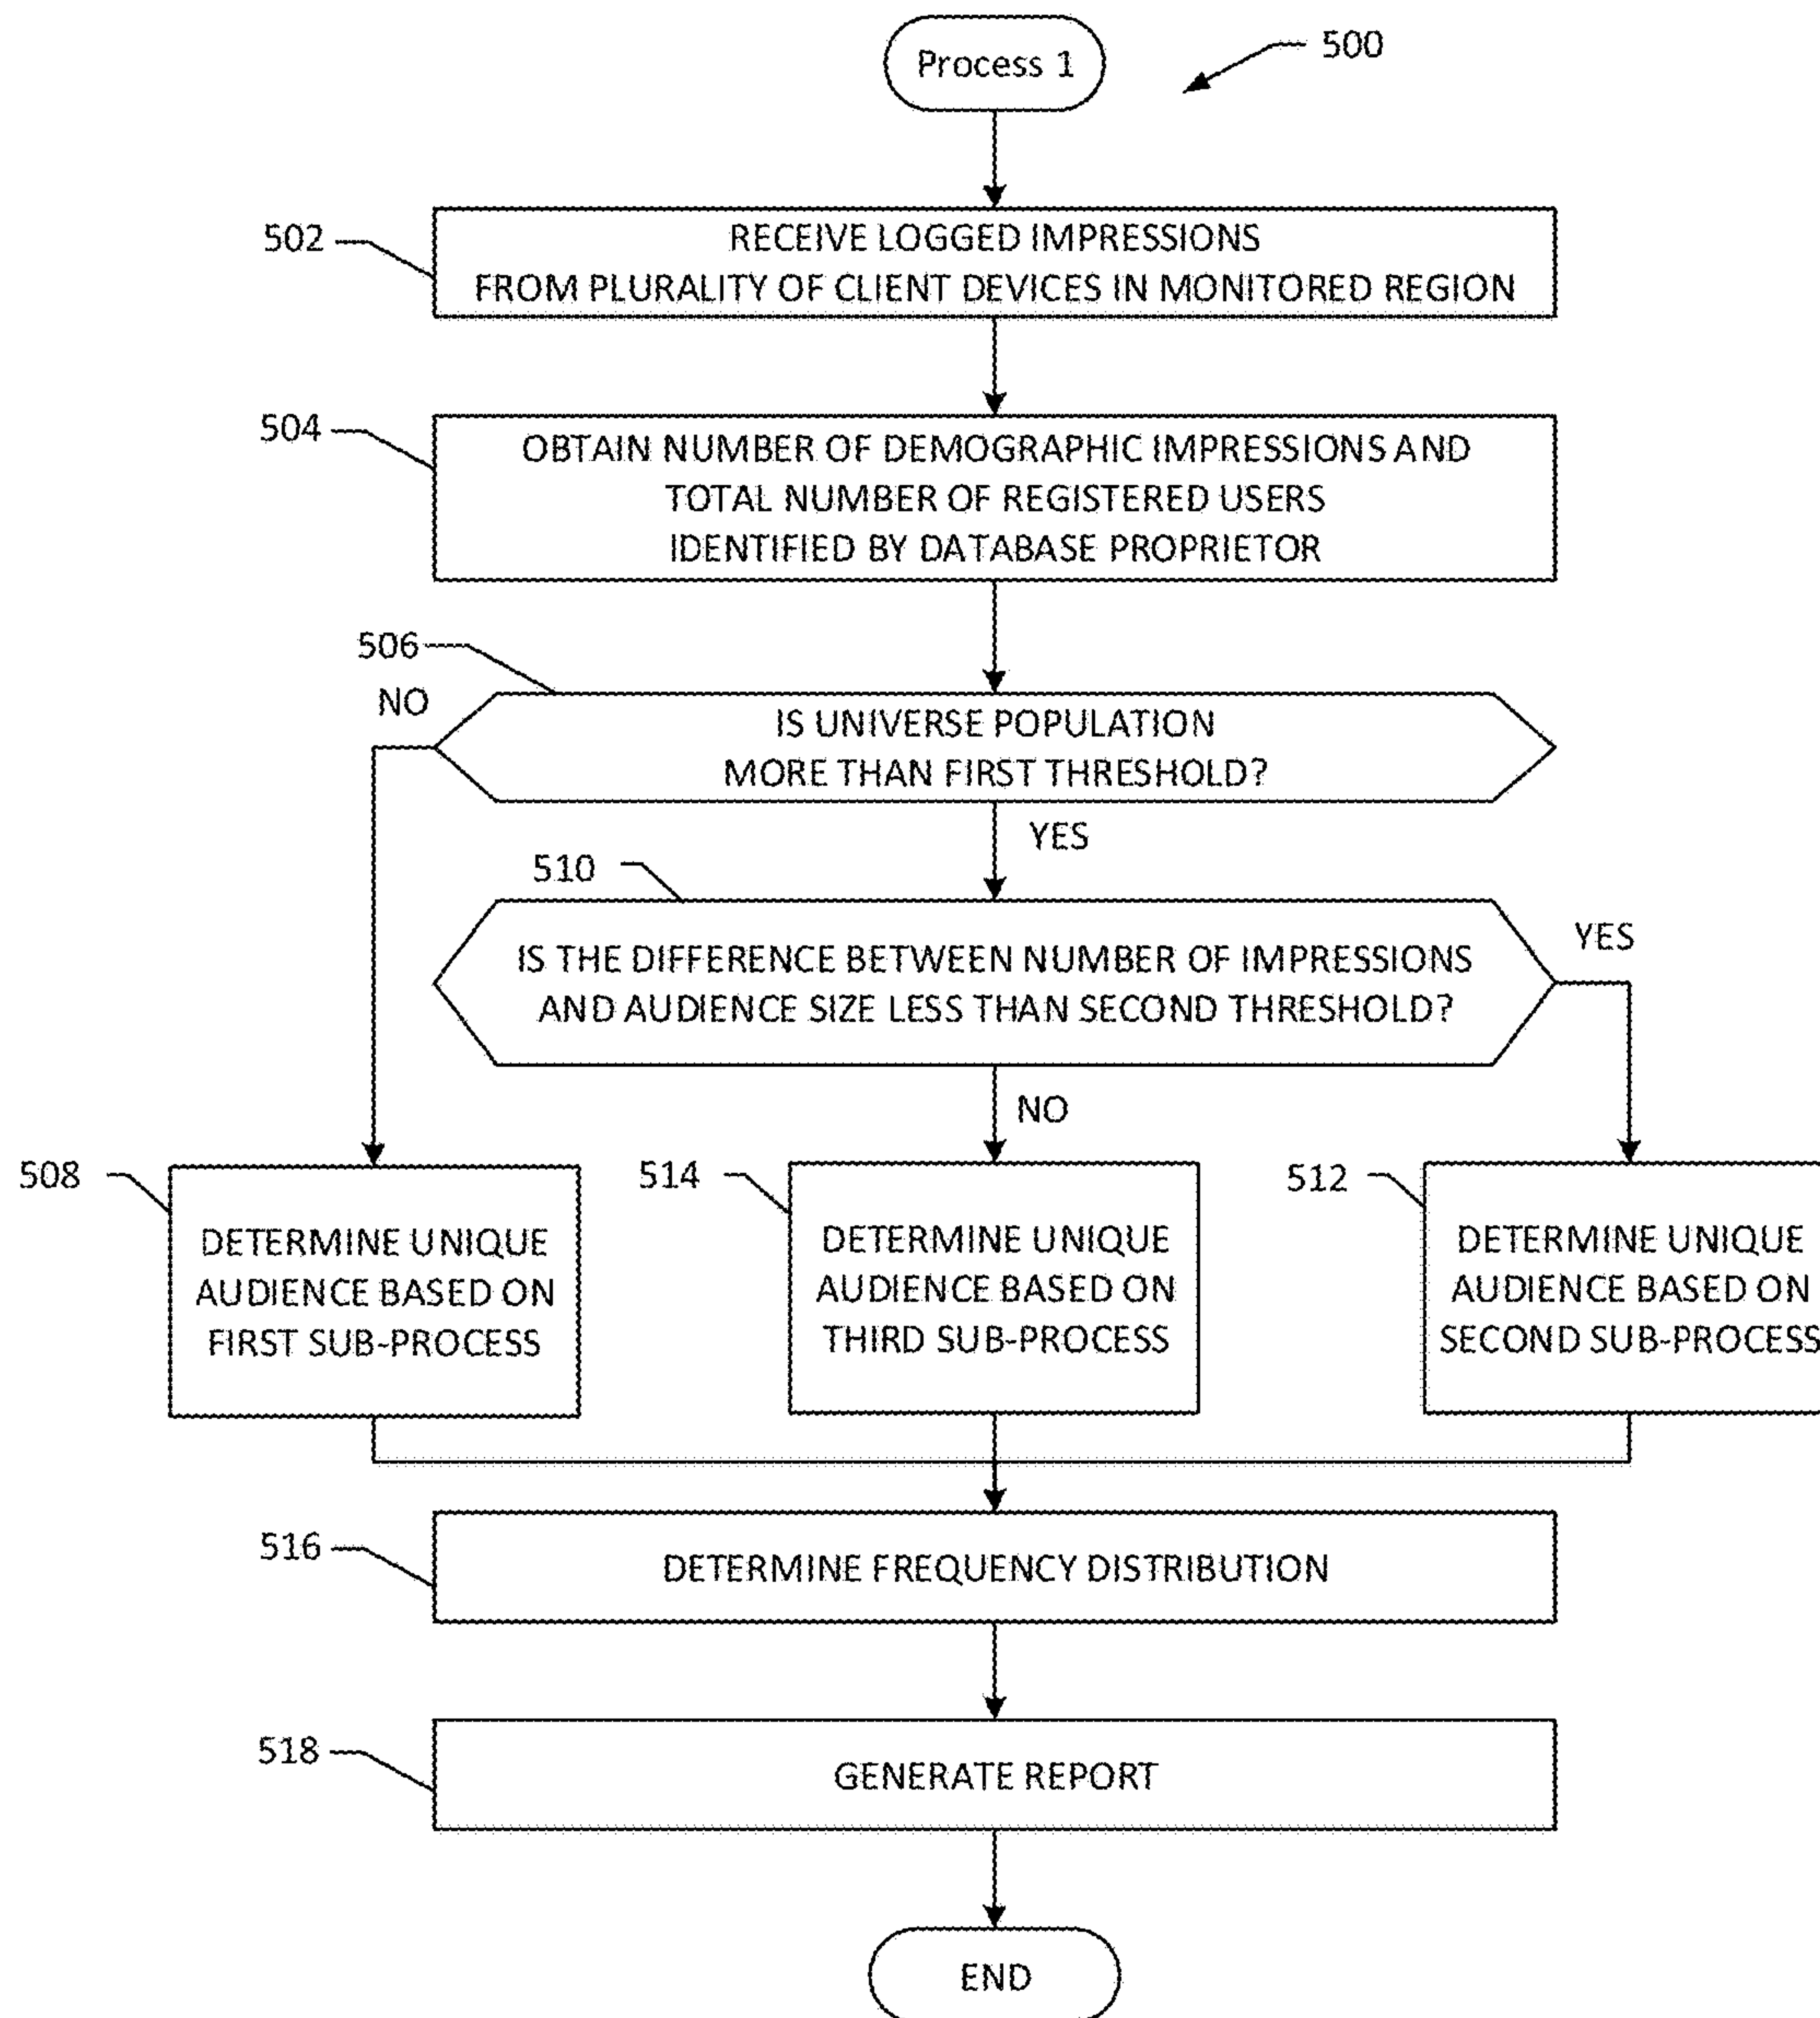 Process 1
500
502
RECEIVE LOGGED IMPRESSIONS
FROM PLURALITY OF CLIENT DEVICES IN MONITORED REGION
504
OBTAIN NUMBER OF DEMOGRAPHIC IMPRESSIONS AND
TOTAL NUMBER OF REGISTERED USERS
IDENTIFIED BY DATABASE PROPRIETOR
506
NO
IS UNIVERSE POPULATION
MORE THAN FIRST THRESHOLD?
YES
510
IS THE DIFFERENCE BETWEEN NUMBER OF IMPRESSIONS
AND AUDIENCE SIZE LESS THAN SECOND THRESHOLD?
YES
NO
508
DETERMINE UNIQUE
AUDIENCE BASED ON
FIRST SUB-PROCESS
514
DETERMINE UNIQUE
AUDIENCE BASED ON
THIRD SUB-PROCESS
512
DETERMINE UNIQUE
AUDIENCE BASED ON
SECOND SUB-PROCESS
516
DETERMINE FREQUENCY DISTRIBUTION
518
GENERATE REPORT
END